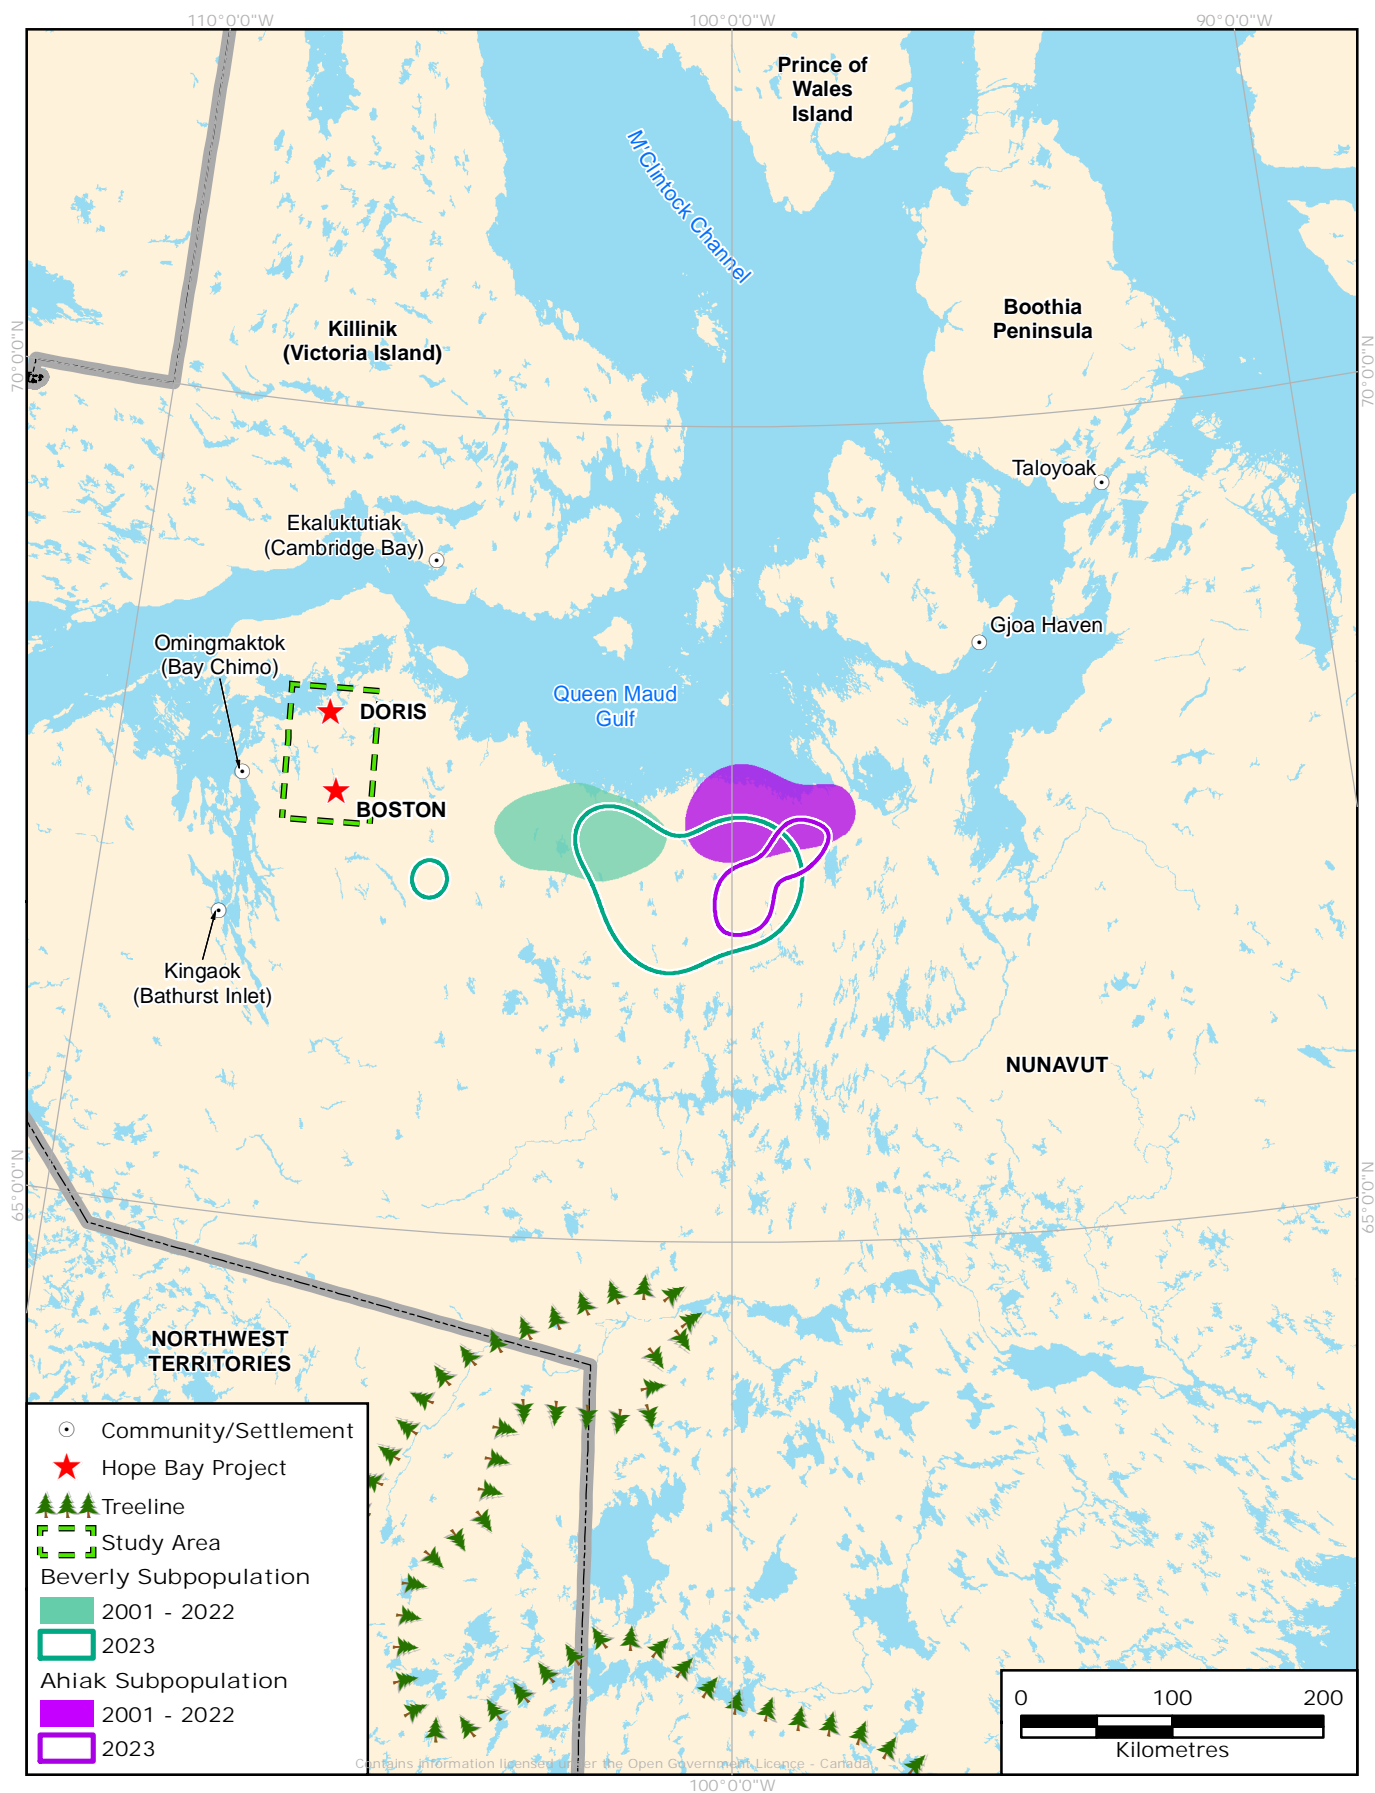 110°0'0"W
100°0'0"W
90°0'0"W
Prince of
Wales
Island
M'Clintock Channel
Boothia
Peninsula
Killinik
(Victoria Island)
70°0'0"N
70°0'0"N
Taloyoak
Ekaluktutiak
(Cambridge Bay)
Gjoa Haven
Omingmaktok
(Bay Chimo)
Queen Maud
Gulf
DORIS
BOSTON
Kingaok
(Bathurst Inlet)
NUNAVUT
65°0'0"N
65°0'0"N
NORTHWEST
TERRITORIES
Community/Settlement
Hope Bay Project
Treeline
Study Area
Beverly Subpopulation
2001 - 2022
2023
Ahiak Subpopulation
2001 - 2022
2023
0 100 200
Kilometres
Contains information licensed under the Open Government Licence - Canada
100°0'0"W